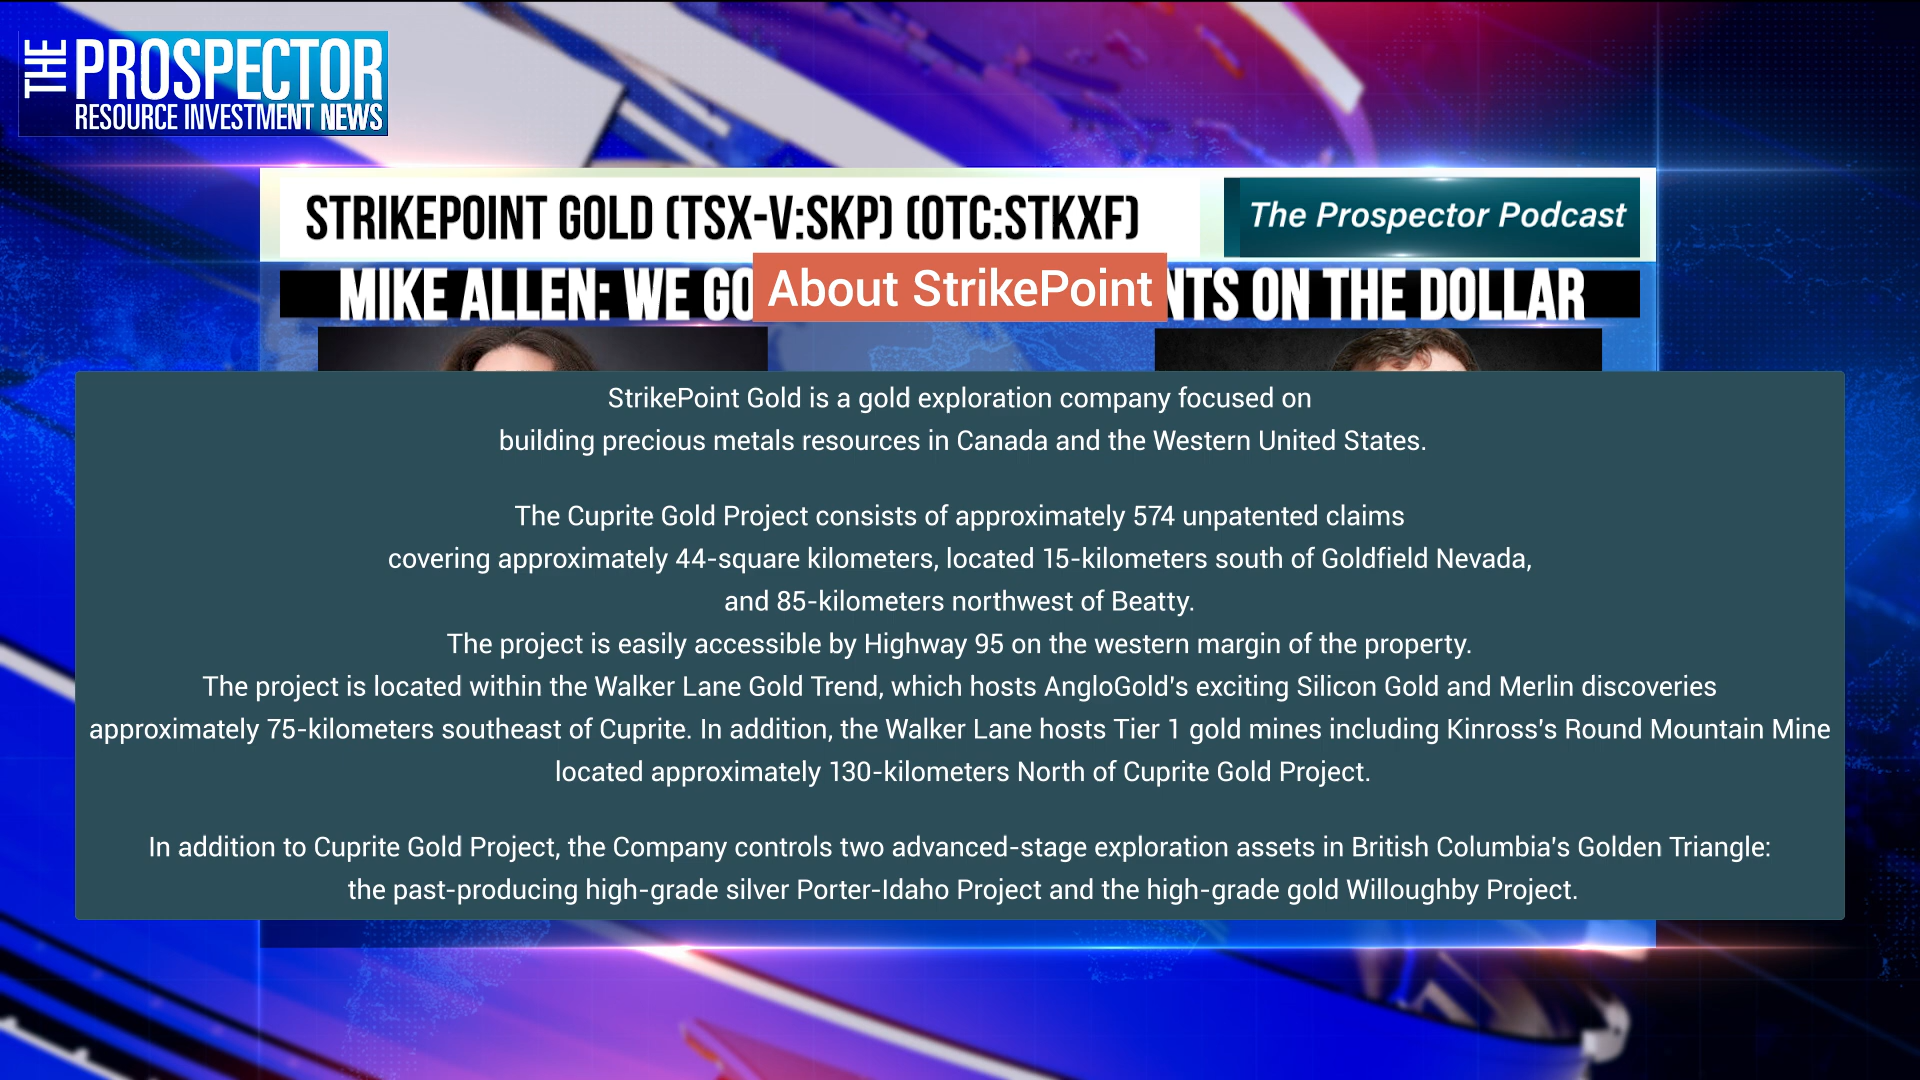 THE PROSPECTOR
RESOURCE INVESTMENT NEWS
STRIKEPOINT GOLD (TSX-V:SKP) (OTC:STKXF)
The Prospector Podcast
MIKE ALLEN: WE ON THE DOLLAR
About StrikePoint
StrikePoint Gold is a gold exploration company focused on
building precious metals resources in Canada and the Western United States.
The Cuprite Gold Project consists of approximately 574 unpatented claims
covering approximately 44-square kilometers, located 15-kilometers south of Goldfield Nevada,
and 85-kilometers northwest of Beatty.
The project is easily accessible by Highway 95 on the western margin of the property.
The project is located within the Walker Lane Gold Trend, which hosts AngloGold's exciting Silicon Gold and Merlin discoveries
approximately 75-kilometers southeast of Cuprite. In addition, the Walker Lane hosts Tier 1 gold mines including Kinross's Round Mountain Mine
located approximately 130-kilometers North of Cuprite Gold Project.
In addition to Cuprite Gold Project, the Company controls two advanced-stage exploration assets in British Columbia's Golden Triangle:
the past-producing high-grade silver Porter-Idaho Project and the high-grade gold Willoughby Project.